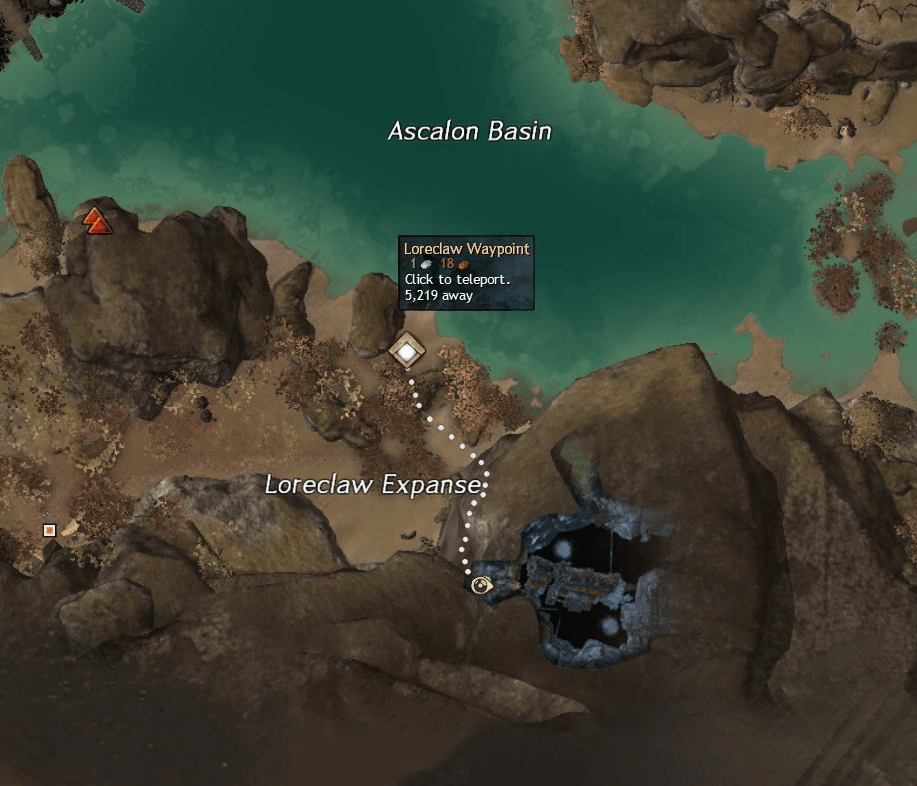 Ascalon Basin
Loreclaw Waypoint
1 18
Click to teleport.
5,219 away
Loreclaw Expanse